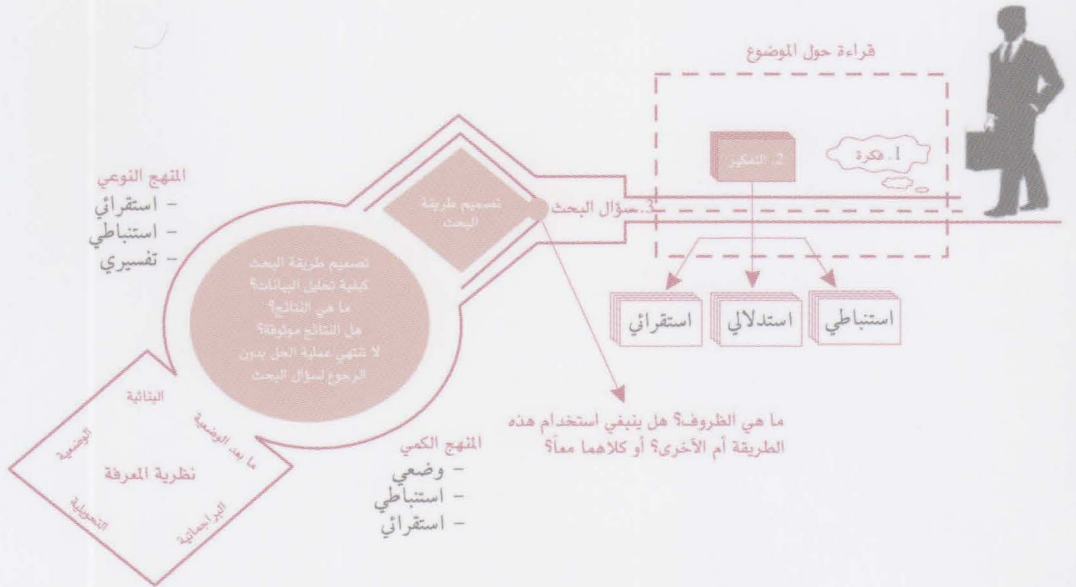 قراءة حول الموضوع
1. فكرة
2. التفكير
3. سؤال البحث
استنباطي
استدلالي
استقرائي
تصميم طريقة
البحث
ما هي الظروف؟ هل ينبغي استخدام هذه
الطريقة أم الأخرى؟ أو كلاهما معاً؟
المنهج النوعي
- استقرائي
- استنباطي
- تفسيري
تصميم طريقة البحث
كيفية تحليل البيانات؟
ما هي النتائج؟
هل النتائج موثوقة؟
لا تنتهي عملية الحل بدون
الرجوع لسؤال البحث
المنهج الكمي
- وضعي
- استنباطي
- استقرائي
البنائية
الوضعية
ما بعد الوضعية
نظرية المعرفة
التحويلية
البراجماتية